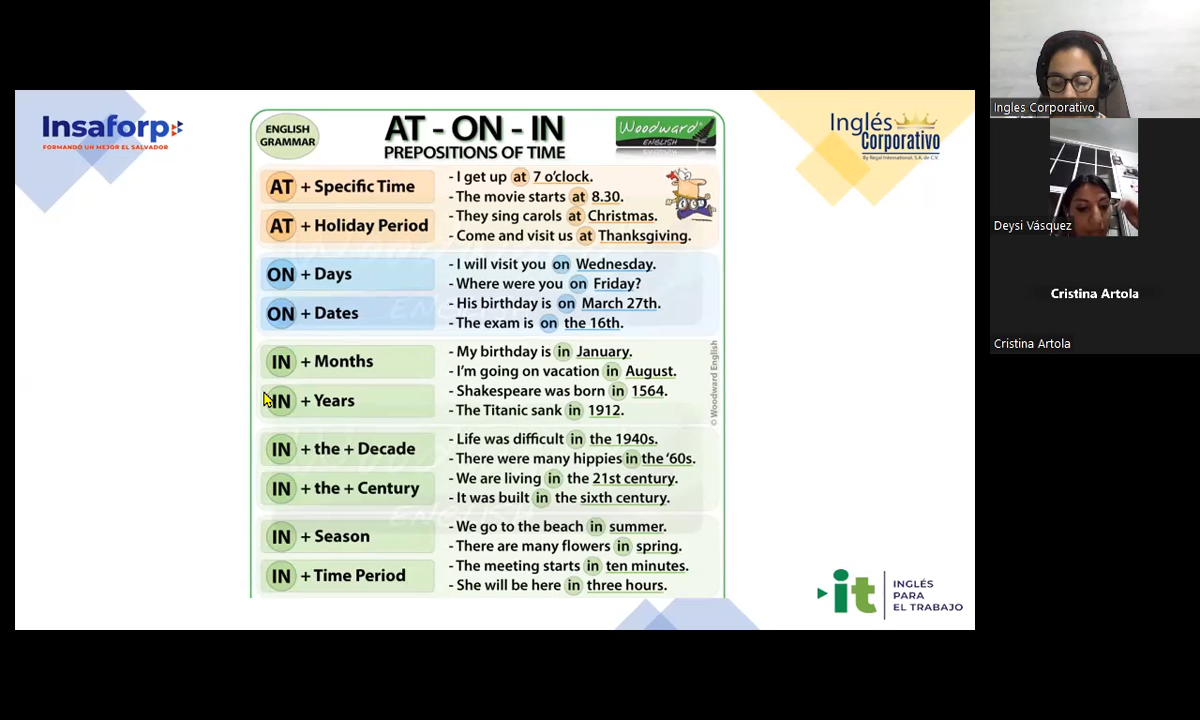 Insaforp
FORMANDO UN MEJOR EL SALVADOR
ENGLISH
GRAMMAR
AT - ON - IN
PREPOSITIONS OF TIME
Woodward
ENGLISH
Inglés
Corporativo
By Regal International, S.A. de C.V.
AT + Specific Time
- I get up at 7 o'clock.
- The movie starts at 8.30.
AT + Holiday Period
- They sing carols at Christmas.
- Come and visit us at Thanksgiving.
ON + Days
- I will visit you on Wednesday.
- Where were you on Friday?
ON + Dates
- His birthday is on March 27th.
- The exam is on the 16th.
IN + Months
- My birthday is in January.
- I'm going on vacation in August.
IN + Years
- Shakespeare was born in 1564.
- The Titanic sank in 1912.
IN + the + Decade
- Life was difficult in the 1940s.
- There were many hippies in the '60s.
IN + the + Century
- We are living in the 21st century.
- It was built in the sixth century.
IN + Season
- We go to the beach in summer.
- There are many flowers in spring.
IN + Time Period
- The meeting starts in ten minutes.
- She will be here in three hours.
© Woodward English
it
INGLÉS
PARA
EL TRABAJO
Ingles Corporativo
Deysi Vásquez
Cristina Artola
Cristina Artola